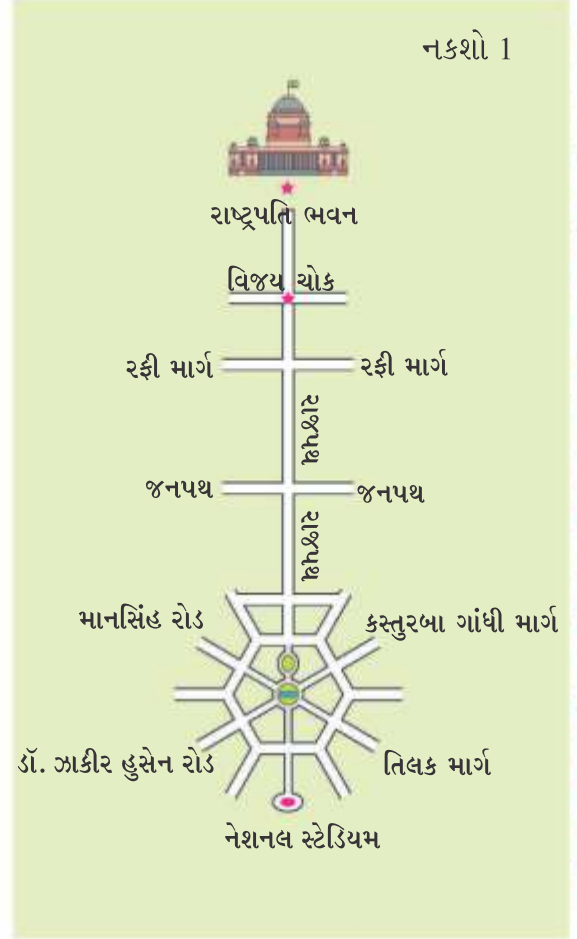 નકશો 1
રાષ્ટ્રપતિ ભવન
વિજય ચોક
રફી માર્ગ
રફી માર્ગ
રાજપથ
જનપથ
જનપથ
રાજપથ
માનસિંહ રોડ
કસ્તુરબા ગાંધી માર્ગ
ડૉ. ઝાકીર હુસેન રોડ
તિલક માર્ગ
નેશનલ સ્ટેડિયમ